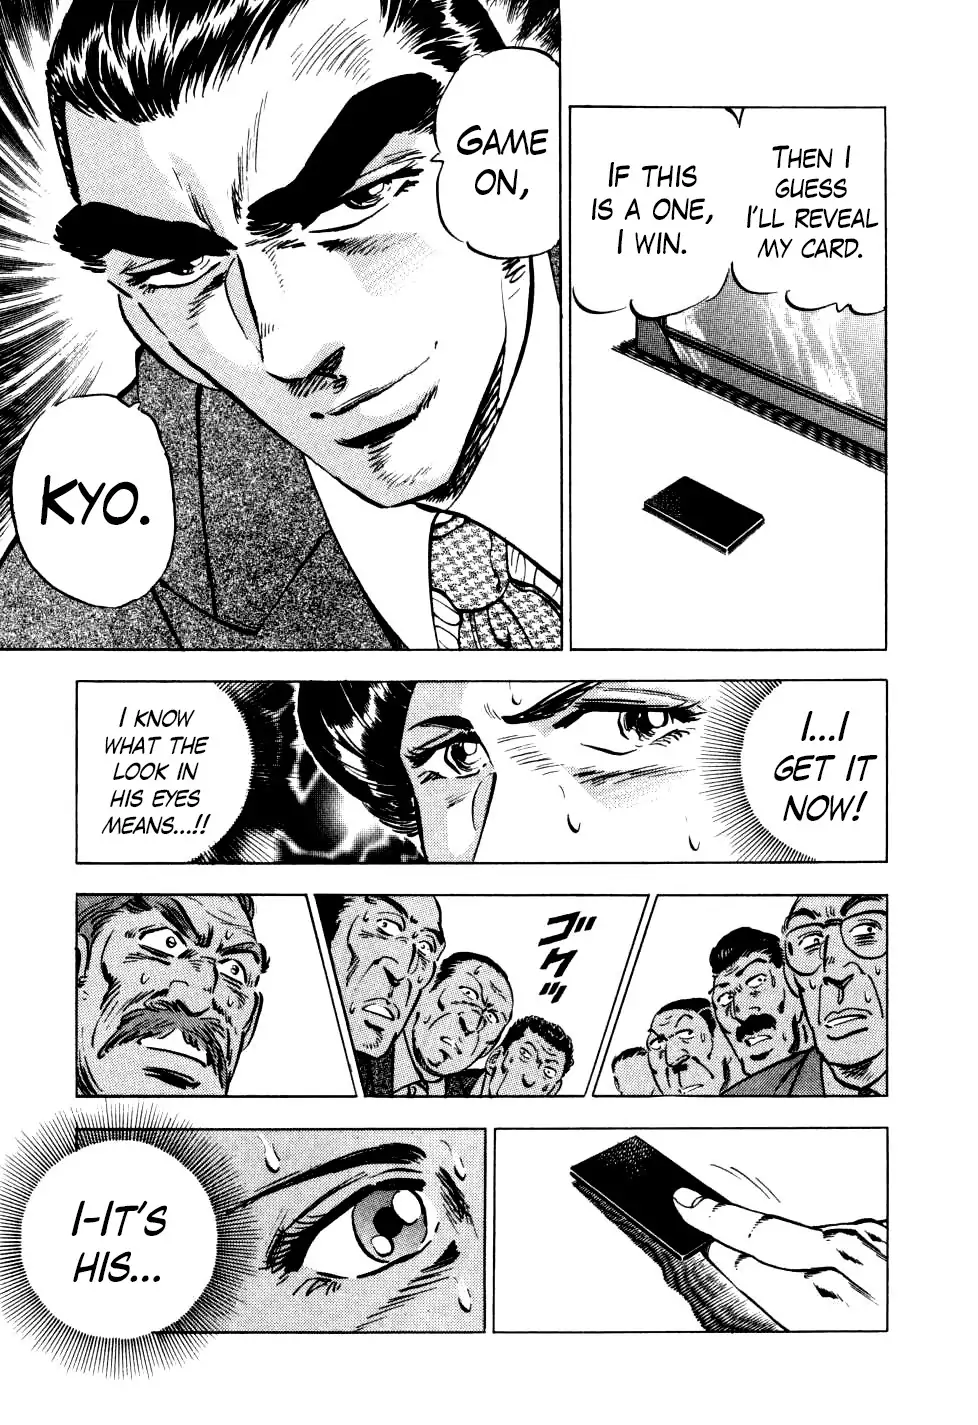 THEN I
GUESS
I'LL REVEAL
MY CARD.
IF THIS
IS A ONE,
I WIN.
GAME
ON,
KYO.
I...I
GET IT
NOW!
I KNOW
WHAT THE
LOOK IN
HIS EYES
MEANS...!!
ゴクッ
I-IT'S
HIS...